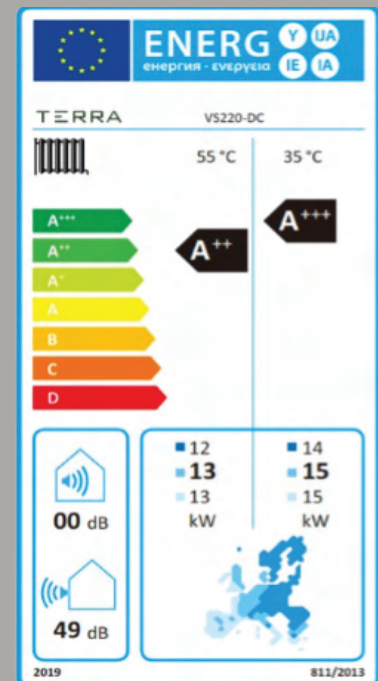 ENERG Y IJA
енергия · ενεργεια IE IA
TERRA VS220-DC
55 °C 35 °C
A+++ A+++
A++ A++
A+
A
B
C
D
12 14
13 15
13 15
kW kW
00 dB
49 dB
2019 811/2013